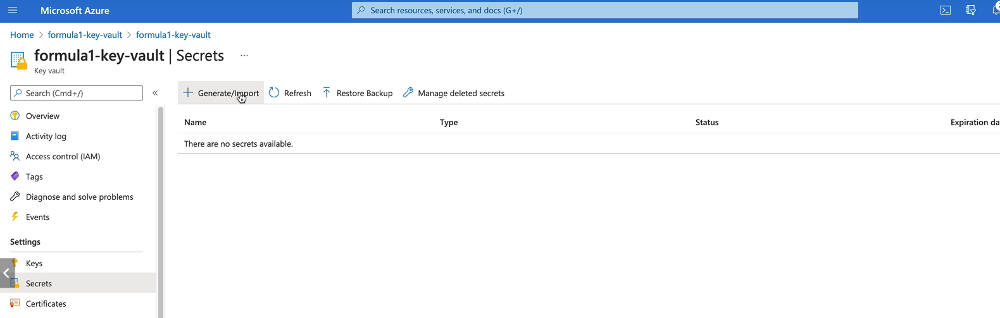 Microsoft Azure
Search resources, services, and docs (G+/)
Home > formula1-key-vault > formula1-key-vault
formula1-key-vault | Secrets ...
Key vault
Search (Cmd+/) «
Generate/Import Refresh Restore Backup Manage deleted secrets
Overview
Activity log
Access control (IAM)
Tags
Diagnose and solve problems
Events
Settings
Keys
Secrets
Certificates
Name Type Status Expiration da
There are no secrets available.